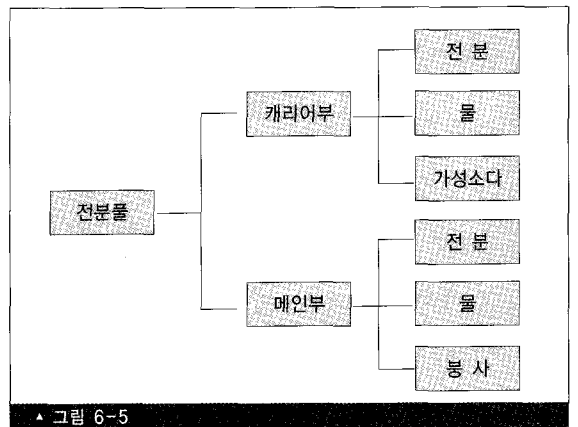 전분풀
캐리어부
전 분
물
가성소다
메인부
전 분
물
붕 사
▲ 그림 6-5